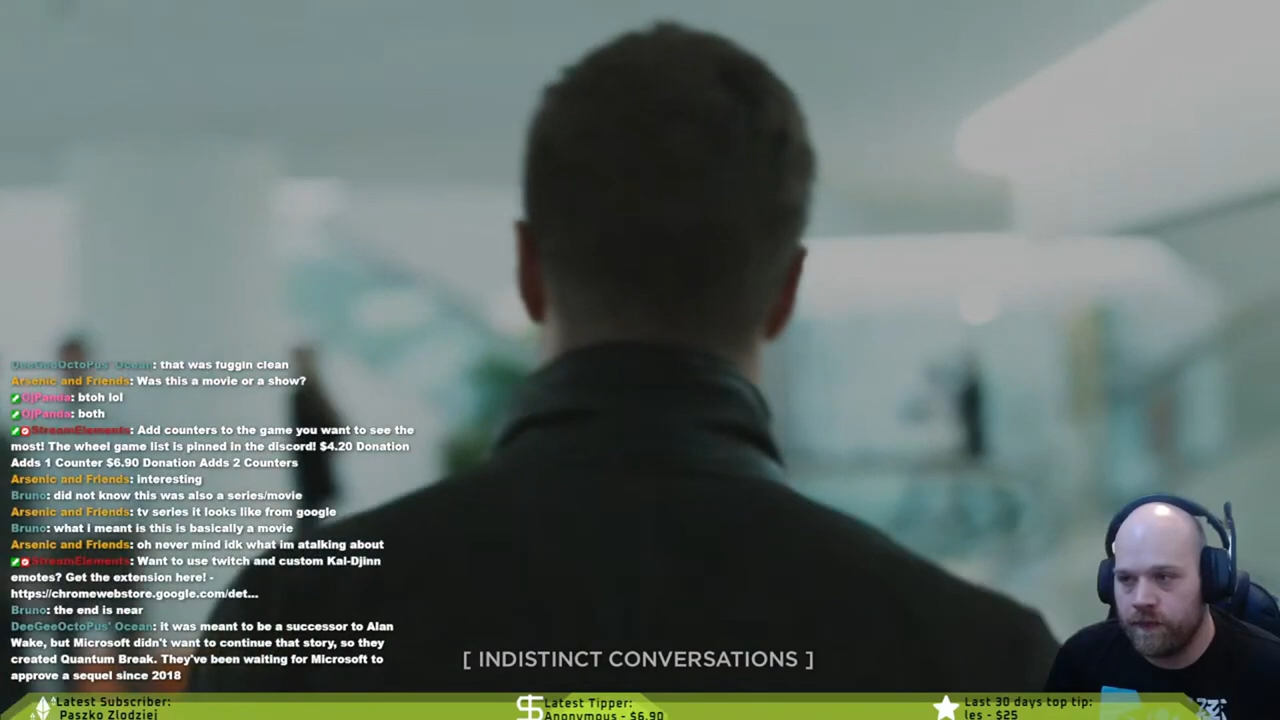 DeeGeeOctoPus' Ocean: that was fuggin clean
Arsenic and Friends: Was this a movie or a show?
OjPanda: btoh lol
OjPanda: both
StreamElements: Add counters to the game you want to see the
most! The wheel game list is pinned in the discord! $4.20 Donation
Adds 1 Counter $6.90 Donation Adds 2 Counters
Arsenic and Friends: interesting
Bruno: did not know this was also a series/movie
Arsenic and Friends: tv series it looks like from google
Bruno: what i meant is this is basically a movie
Arsenic and Friends: oh never mind idk what im atalking about
StreamElements: Want to use twitch and custom Kai-Djinn
emotes? Get the extension here! -
https://chromewebstore.google.com/det...
Bruno: the end is near
DeeGeeOctoPus' Ocean: it was meant to be a successor to Alan
Wake, but Microsoft didn't want to continue that story, so they
created Quantum Break. They've been waiting for Microsoft to
approve a sequel since 2018
[ INDISTINCT CONVERSATIONS ]
Latest Subscriber:
Paszko Zlodziej
Latest Tipper:
Anonymous - $6.90
Last 30 days top tip:
les - $25